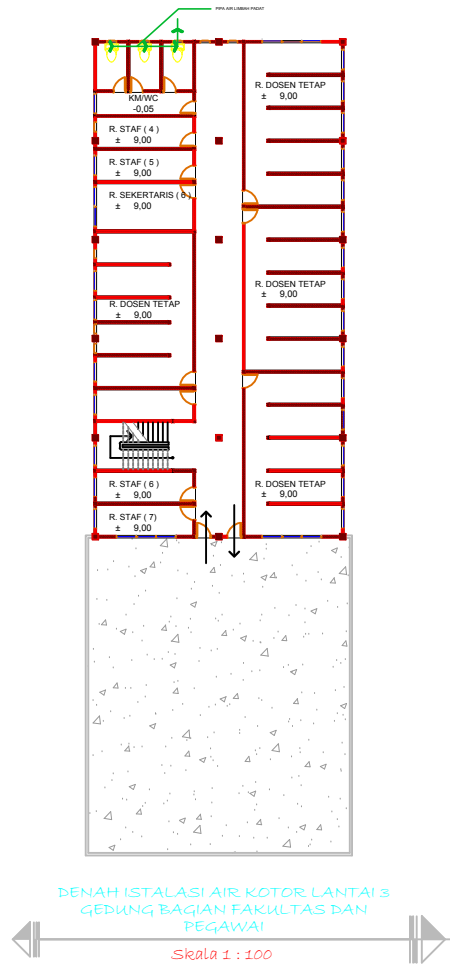 PIPA AIR LIMBAH PADAT
R. DOSEN TETAP
± 9,00
KM/WC
-0,05
R. STAF ( 4 )
± 9,00
R. STAF ( 5 )
± 9,00
R. SEKERTARIS ( 6 )
± 9,00
R. DOSEN TETAP
± 9,00
R. DOSEN TETAP
± 9,00
R. STAF ( 6 )
± 9,00
R. DOSEN TETAP
± 9,00
R. STAF ( 7)
± 9,00
DENAH ISTALASI AIR KOTOR LANTAI 3
GEDUNG BAGIAN FAKULTAS DAN
PEGAWAI
Skala 1 : 100